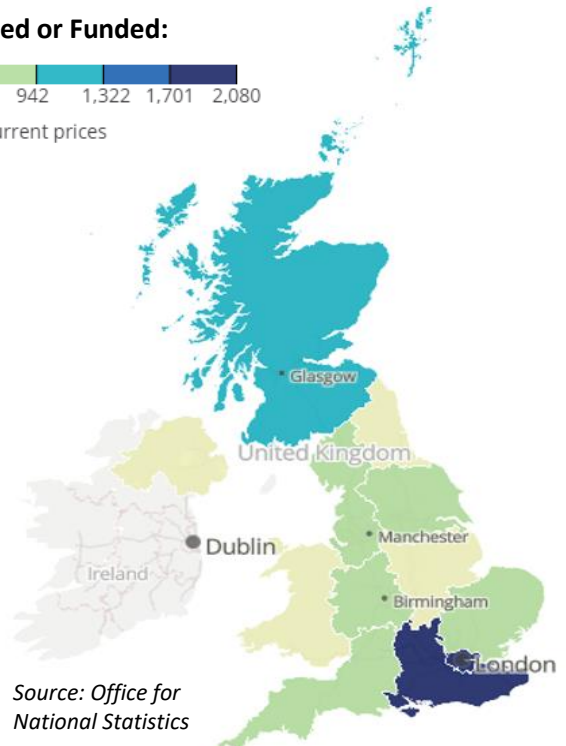 ed or Funded:
942 1,322 1,701 2,080
urrent prices
Glasgow
United Kingdom
Manchester
Dublin
Ireland
Birmingham
London
Source: Office for
National Statistics